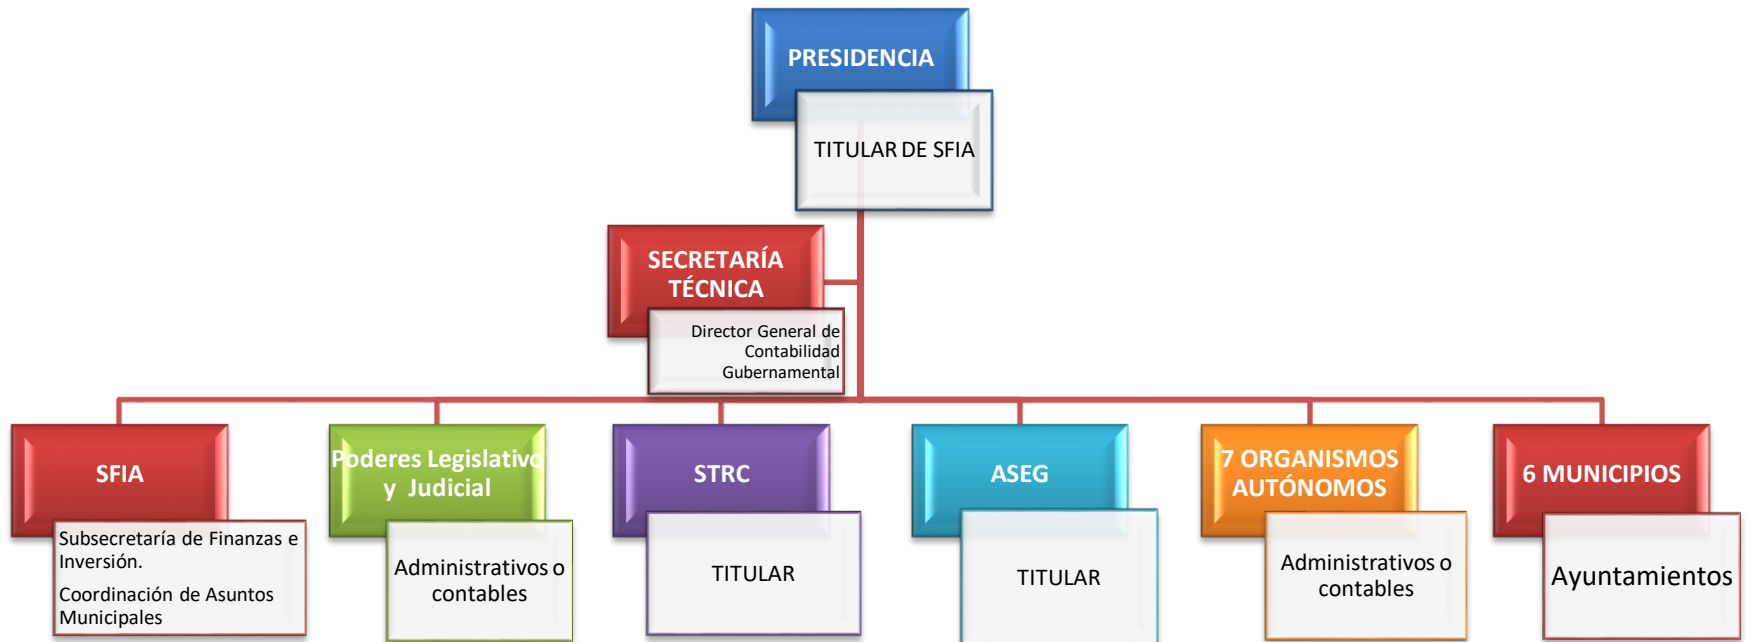 PRESIDENCIA
TITULAR DE SFIA
SECRETARÍA
TÉCNICA
Director General de
Contabilidad
Gubernamental
SFIA
Subsecretaría de Finanzas e
Inversión.
Coordinación de Asuntos
Municipales
Poderes Legislativo
y Judicial
Administrativos o
contables
STRC
TITULAR
ASEG
TITULAR
7 ORGANISMOS
AUTÓNOMOS
Administrativos o
contables
6 MUNICIPIOS
Ayuntamientos